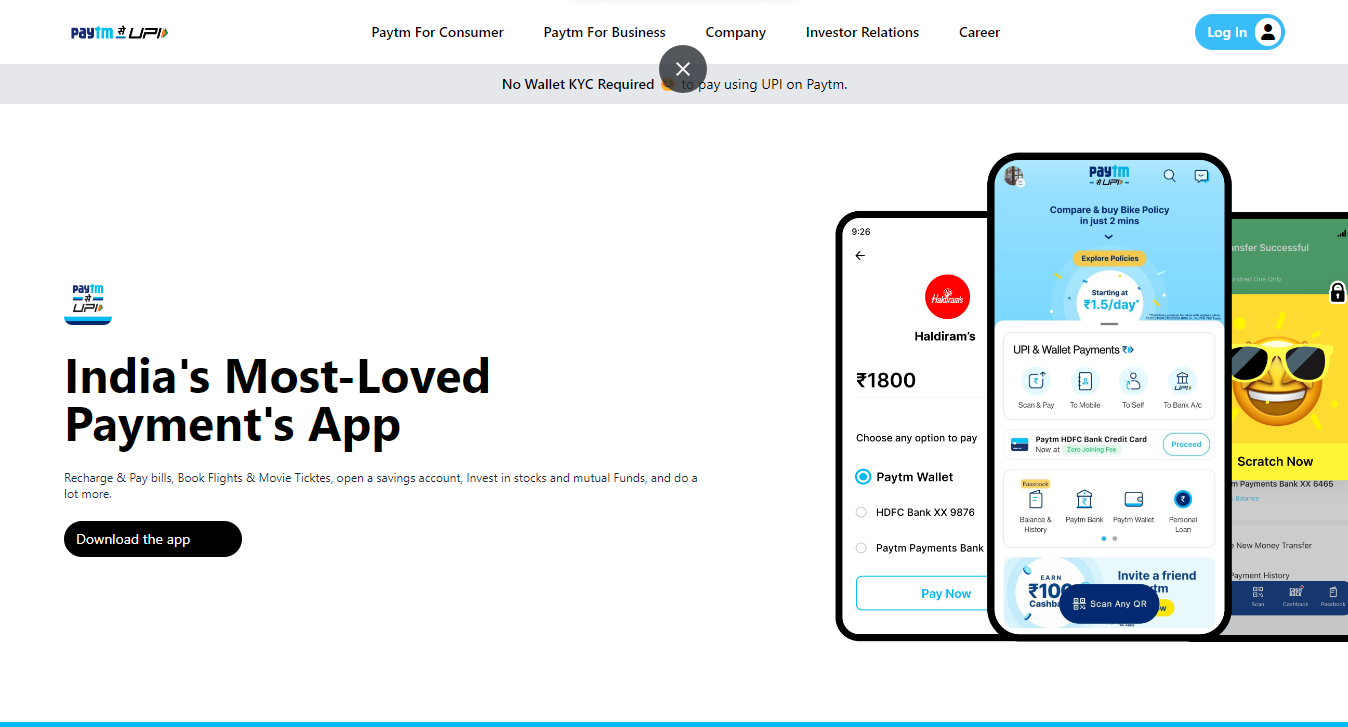 paytm से UPI
Paytm For Consumer
Paytm For Business
Company
Investor Relations
Career
Log In
No Wallet KYC Required to pay using UPI on Paytm.
paytm
से
UPI
India's Most-Loved
Payment's App
Recharge & Pay bills, Book Flights & Movie Ticktes, open a savings account, Invest in stocks and mutual Funds, and do a
lot more.
Download the app
9:26
Haldiram's
Haldiram's
₹1800
Choose any option to pay
Paytm Wallet
HDFC Bank XX 9876
Paytm Payments Bank
Pay Now
paytm
से UPI
Compare & buy Bike Policy
in just 2 mins
Explore Policies
Starting at
₹1.5/day*
UPI & Wallet Payments
Scan & Pay
To Mobile
To Self
UPI
To Bank A/c
Paytm HDFC Bank Credit Card
Now at Zero Joining Fee
Proceed
Passbook
Balance &
History
Paytm Bank
Paytm Wallet
Personal
Loan
EARN
₹100
Cashba
Invite a friend
tm
Scan Any QR
w
nsfer Successful
ndred One Only
Scratch Now
m Payments Bank XX 6465
Balance
e New Money Transfer
Payment History
Scan
Cashback
Passbook